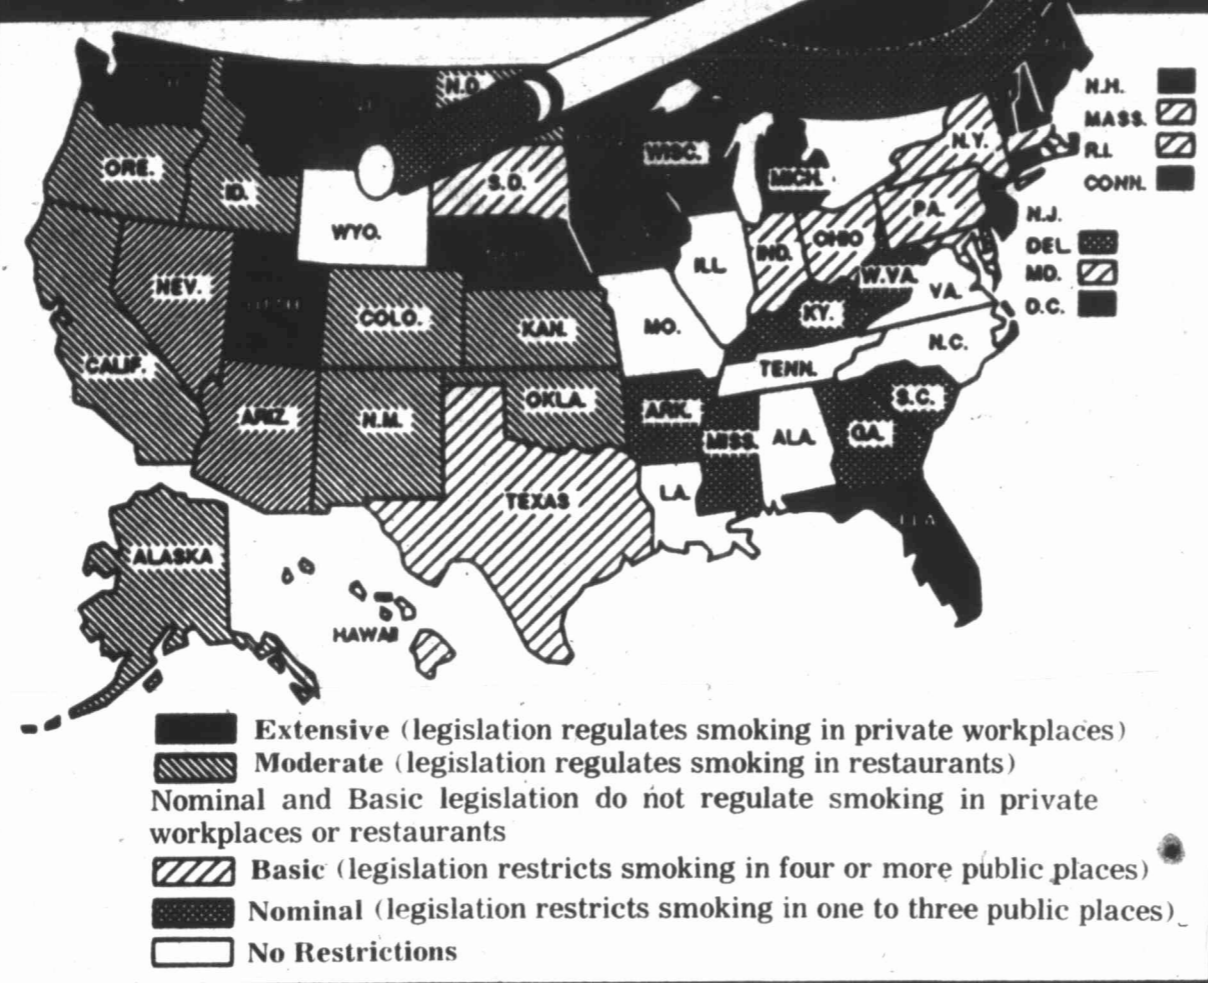 N.D.
N.H.
MASS.
R.I.
CONN.
N.J.
DEL.
MD.
D.C.
ORE.
ID.
WYO.
S.D.
WISC.
MICH.
N.Y.
PA.
OHIO
IND.
ILL.
W.VA.
VA.
NEV.
UTAH
COLO.
KAN.
MO.
KY.
N.C.
CALIF.
TENN.
ARIZ.
N.M.
OKLA.
ARK.
S.C.
MISS.
ALA.
GA.
TEXAS
LA.
FLA.
ALASKA
HAWAII
Extensive (legislation regulates smoking in private workplaces)
Moderate (legislation regulates smoking in restaurants)
Nominal and Basic legislation do not regulate smoking in private
workplaces or restaurants
Basic (legislation restricts smoking in four or more public places)
Nominal (legislation restricts smoking in one to three public places)
No Restrictions